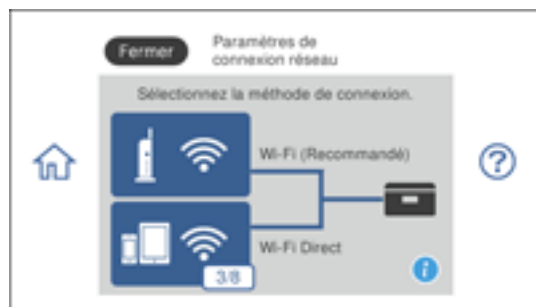 Fermer
Paramètres de
connexion réseau
Sélectionnez la méthode de connexion.
Wi-Fi (Recommandé)
Wi-Fi Direct
3/8